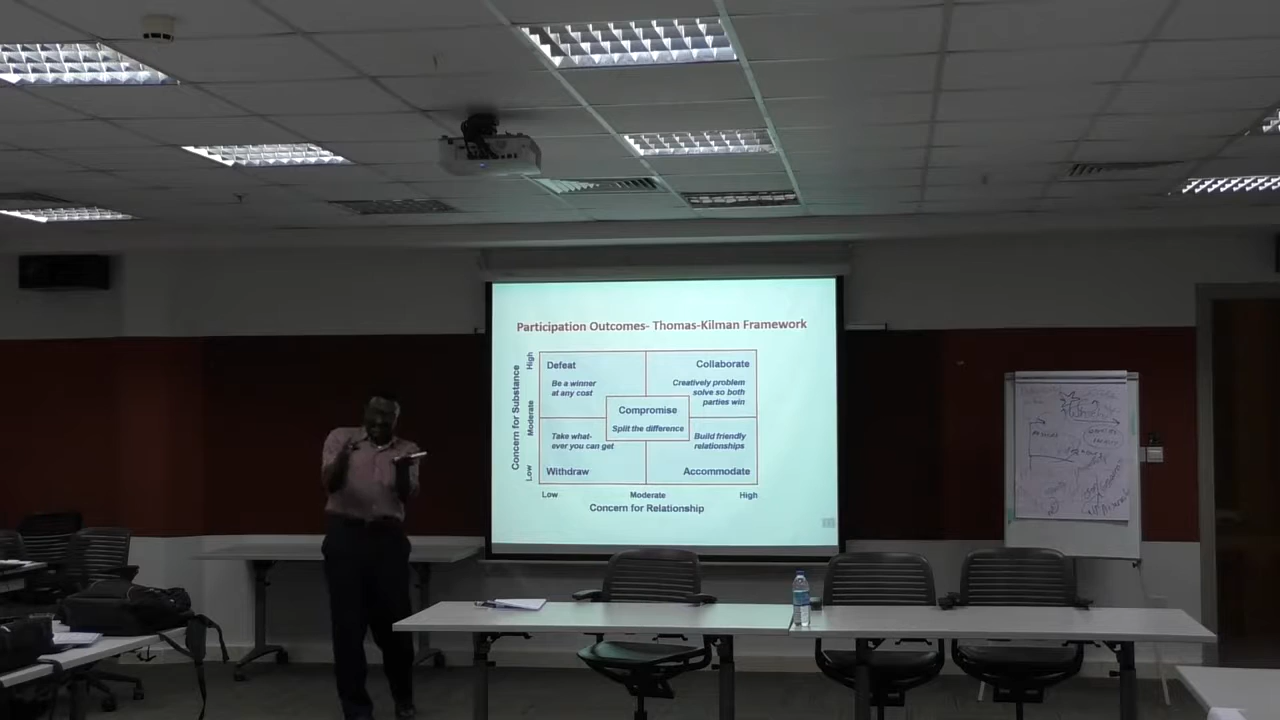 Participation Outcomes- Thomas-Kilman Framework
Concern for Substance
High
Moderate
Low
Defeat
Be a winner
at any cost
Collaborate
Creatively problem
solve so both
parties win
Compromise
Split the difference
Take what-
ever you can get
Withdraw
Build friendly
relationships
Accommodate
Low
Moderate
High
Concern for Relationship